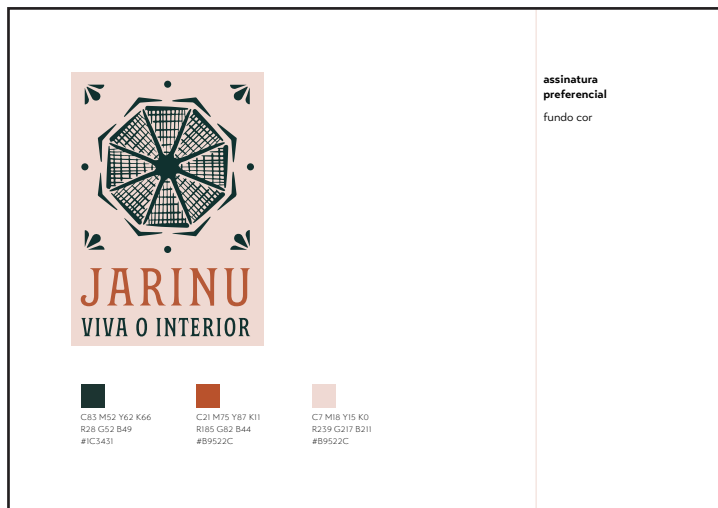 assinatura
preferencial
fundo cor
JARINU
VIVA O INTERIOR
C83 M52 Y62 K66
R28 G52 B49
#1C3431
C21 M75 Y87 K11
R185 G82 B44
#B9522C
C7 M18 Y15 K0
R239 G217 B211
#B9522C